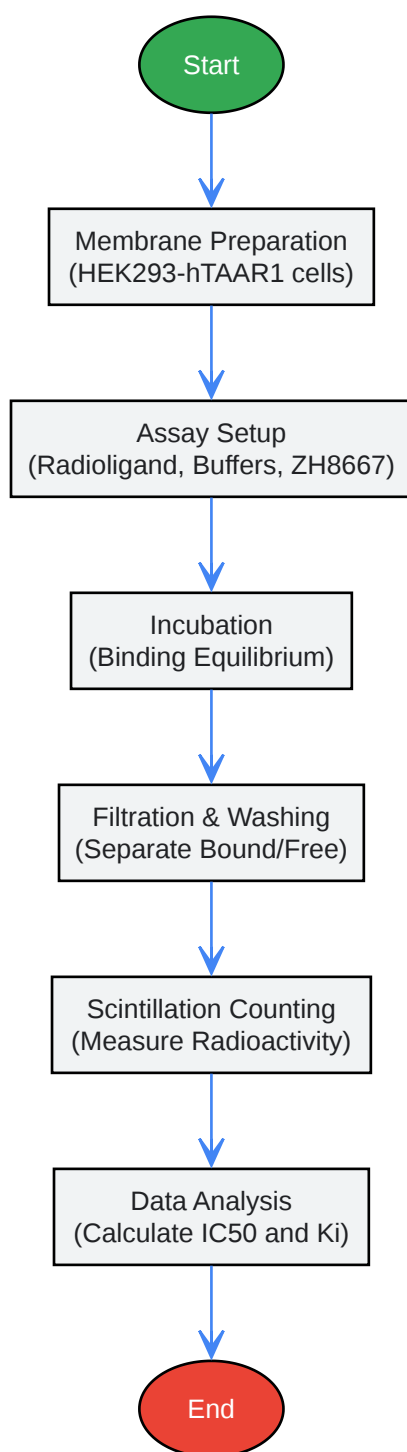 Start
Membrane Preparation
(HEK293-hTAAR1 cells)
Assay Setup
(Radioligand, Buffers, ZH8667)
Incubation
(Binding Equilibrium)
Filtration & Washing
(Separate Bound/Free)
Scintillation Counting
(Measure Radioactivity)
Data Analysis
(Calculate IC50 and Ki)
End